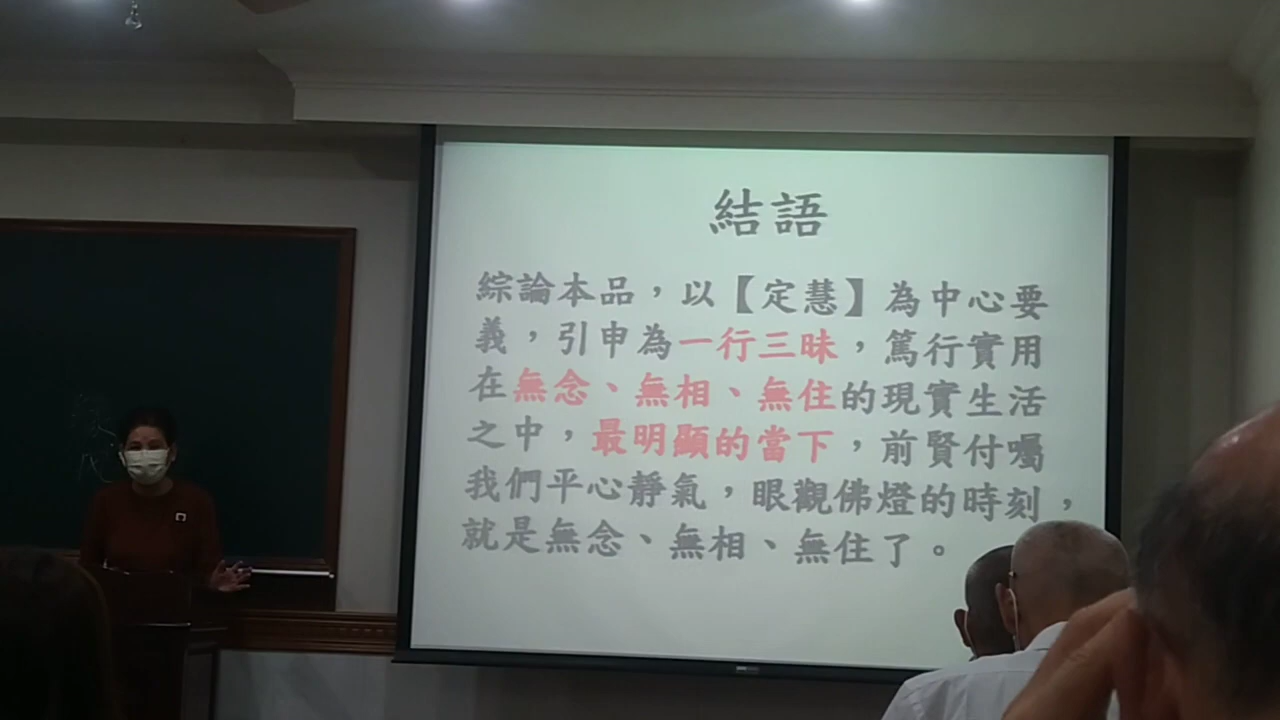 結語
綜論本品，以【定慧】為中心要
義，引申為一行三昧，篤行實用
在無念、無相、無住的現實生活
之中，最明顯的當下，前賢付囑
我們平心靜氣，眼觀佛燈的時刻，
就是無念、無相、無住了。